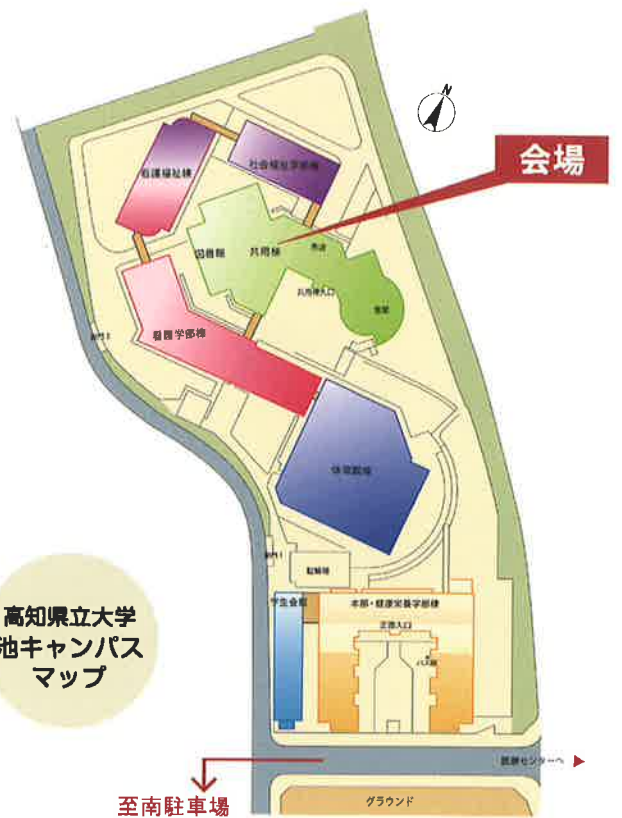 N
会場
社会福祉学部棟
看護福祉棟
図書館
共用棟
売店
共用棟入口
食堂
看護学部棟
体育館棟
駐輪場
学生会館
本部・健康栄養学部棟
正面入口
バス停
高知県立大学
池キャンパス
マップ
医療センターへ
至南駐車場
グラウンド